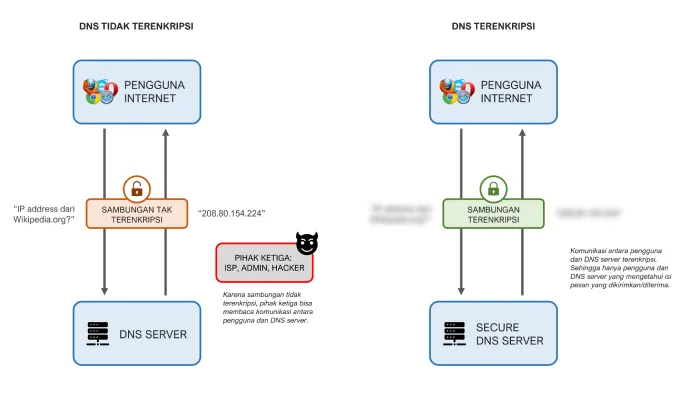 DNS TIDAK TERENKRIPSI
PENGGUNA
INTERNET
"IP address dari
Wikipedia.org?"
SAMBUNGAN TAK
TERENKRIPSI
"208.80.154.224"
PIHAK KETIGA:
ISP, ADMIN, HACKER
Karena sambungan tidak
terenkripsi, pihak ketiga bisa
membaca komunikasi antara
pengguna dan DNS server.
DNS SERVER
DNS TERENKRIPSI
PENGGUNA
INTERNET
SAMBUNGAN
TERENKRIPSI
Komunikasi antara pengguna
dan DNS server terenkripsi.
Sehingga hanya pengguna dan
DNS server yang mengetahui isi
pesan yang dikirimkan/diterima.
SECURE
DNS SERVER